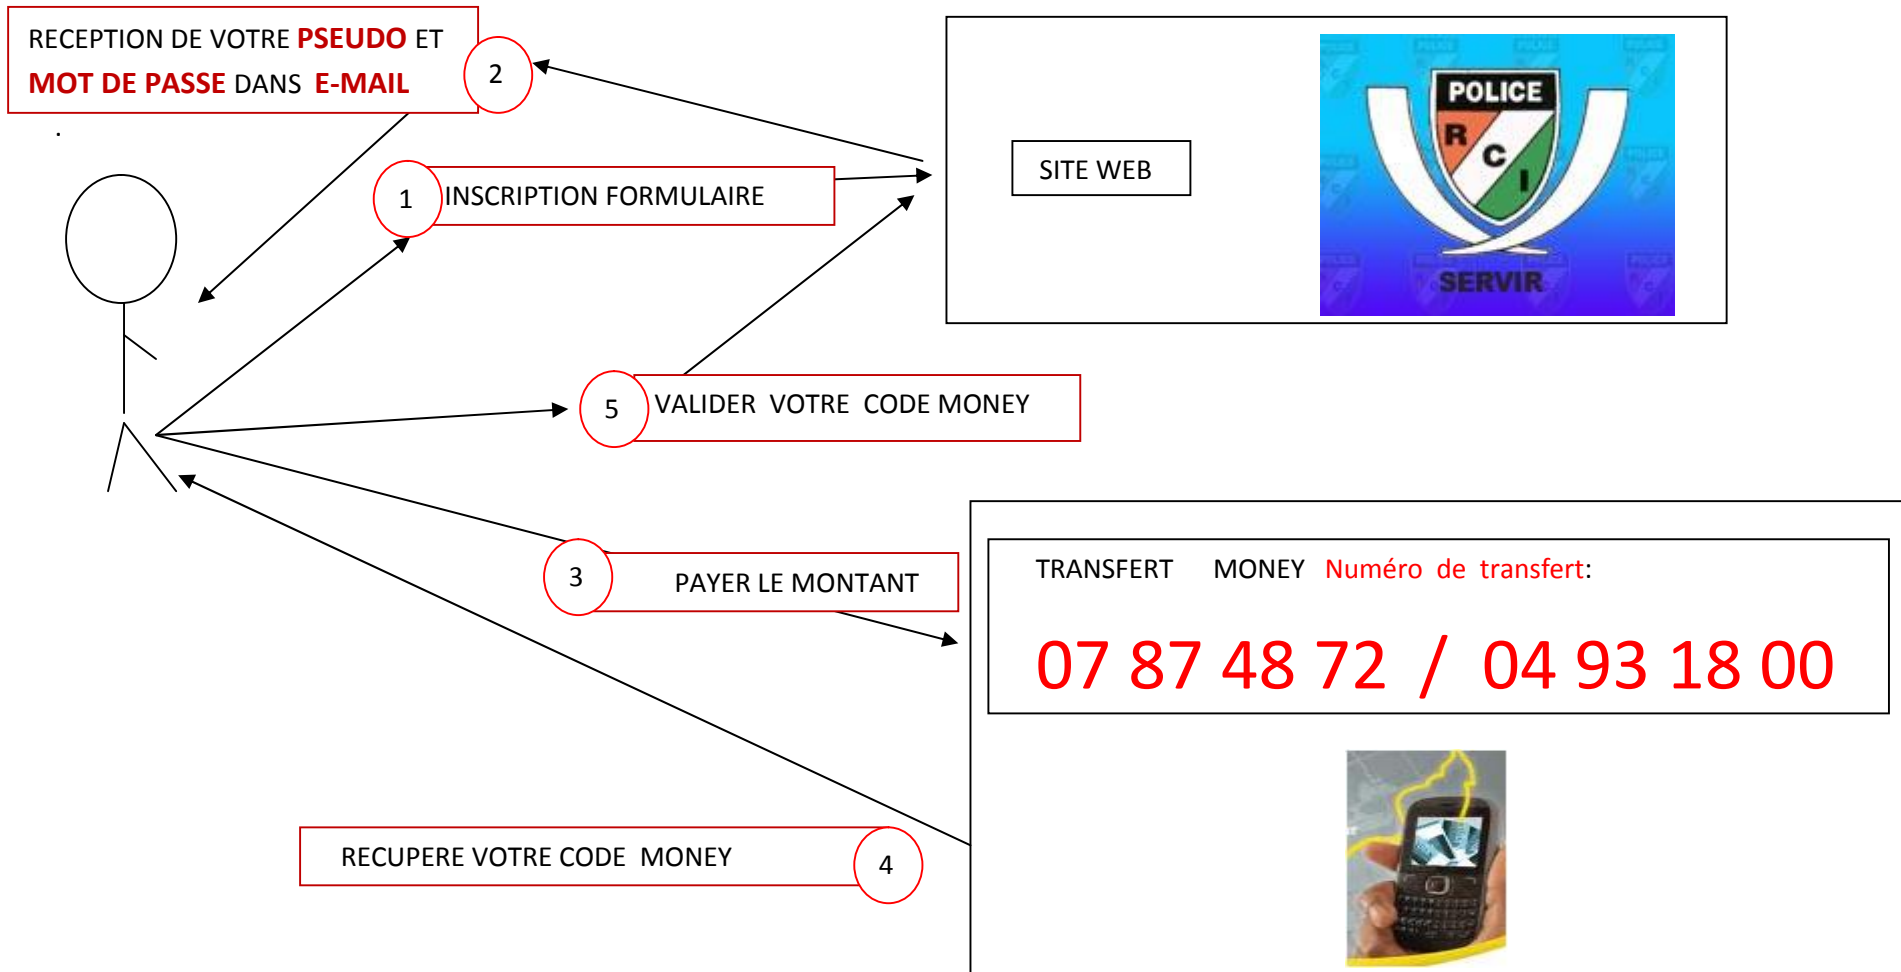 RECEPTION DE VOTRE PSEUDO ET
MOT DE PASSE DANS E-MAIL
2
.
1
INSCRIPTION FORMULAIRE
SITE WEB
POLICE
R
C
I
SERVIR
5
VALIDER VOTRE CODE MONEY
3
PAYER LE MONTANT
TRANSFERT MONEY Numéro de transfert:
07 87 48 72 / 04 93 18 00
RECUPERE VOTRE CODE MONEY
4